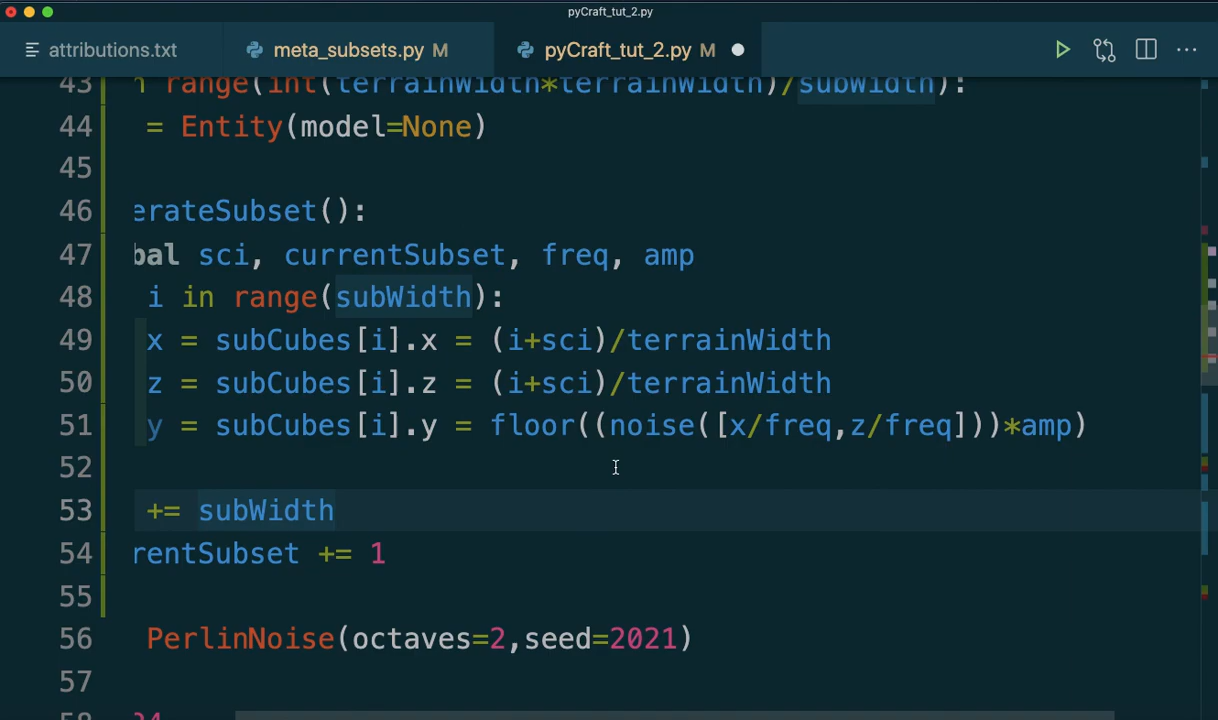 pyCraft_tut_2.py
attributions.txt meta_subsets.py M pyCraft_tut_2.py M
43 n range(int(terrainWidth*terrainWidth)/subWidth):
44 = Entity(model=None)
45
46 erateSubset():
47 bal sci, currentSubset, freq, amp
48 i in range(subWidth):
49 x = subCubes[i].x = (i+sci)/terrainWidth
50 z = subCubes[i].z = (i+sci)/terrainWidth
51 y = subCubes[i].y = floor((noise([x/freq,z/freq]))*amp)
52
53 += subWidth
54 rentSubset += 1
55
56 PerlinNoise(octaves=2,seed=2021)
57
58 24